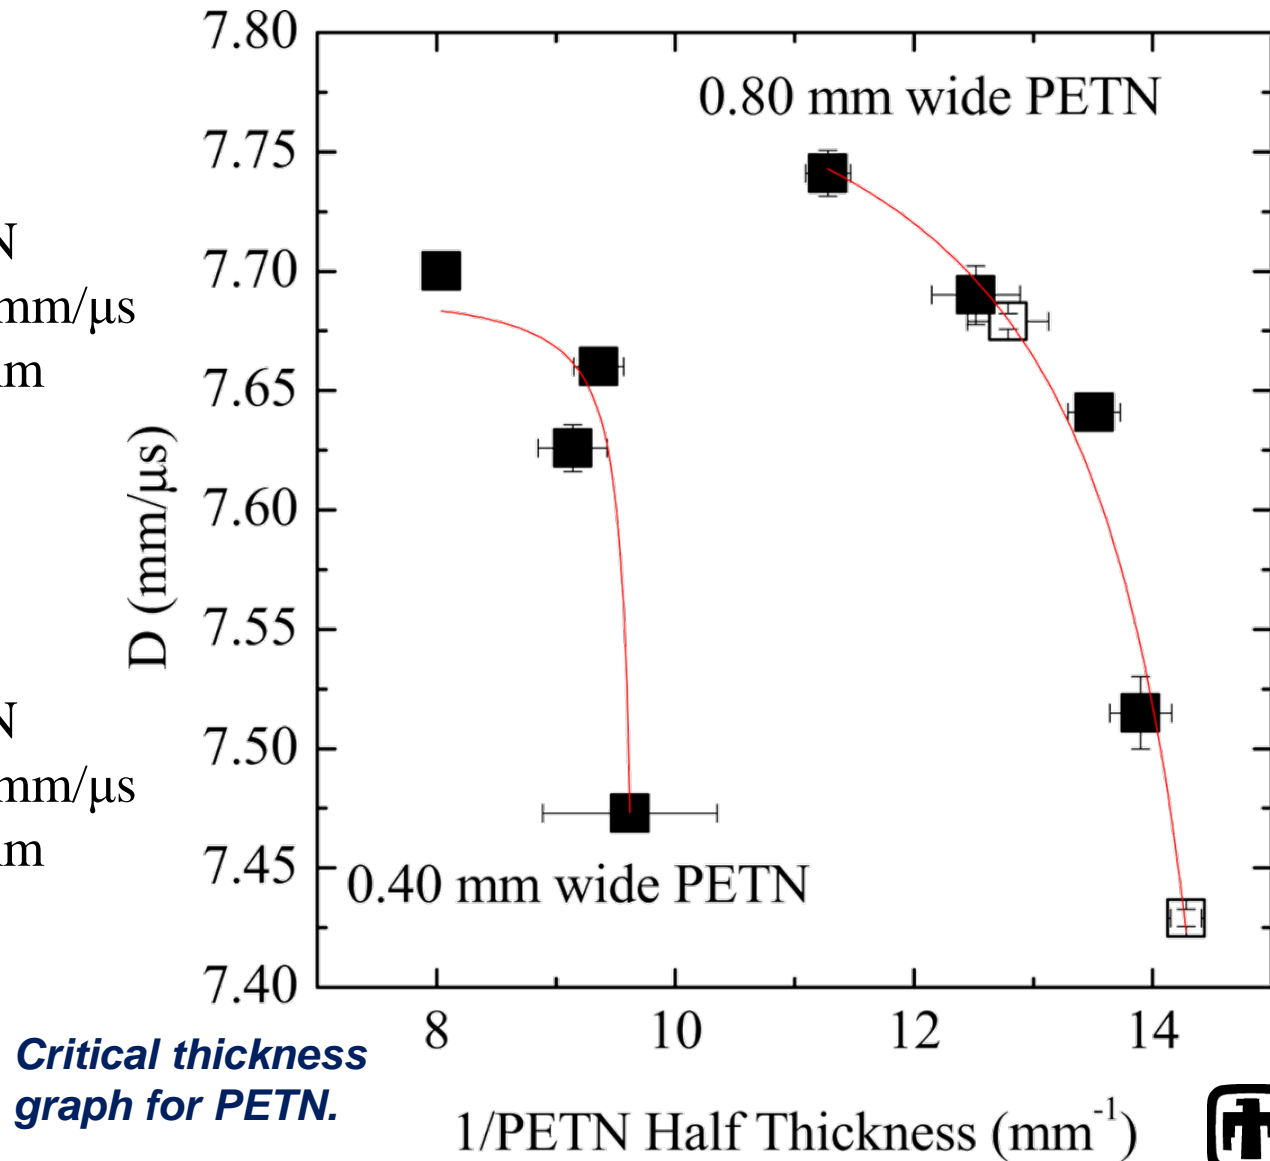 7.80
0.80 mm wide PETN
7.75
7.70
mm/μs
7.65
D (mm/μs)
7.60
7.55
7.50
mm/μs
7.45
0.40 mm wide PETN
7.40
8 10 12 14
Critical thickness
graph for PETN.
1/PETN Half Thickness (mm⁻¹)